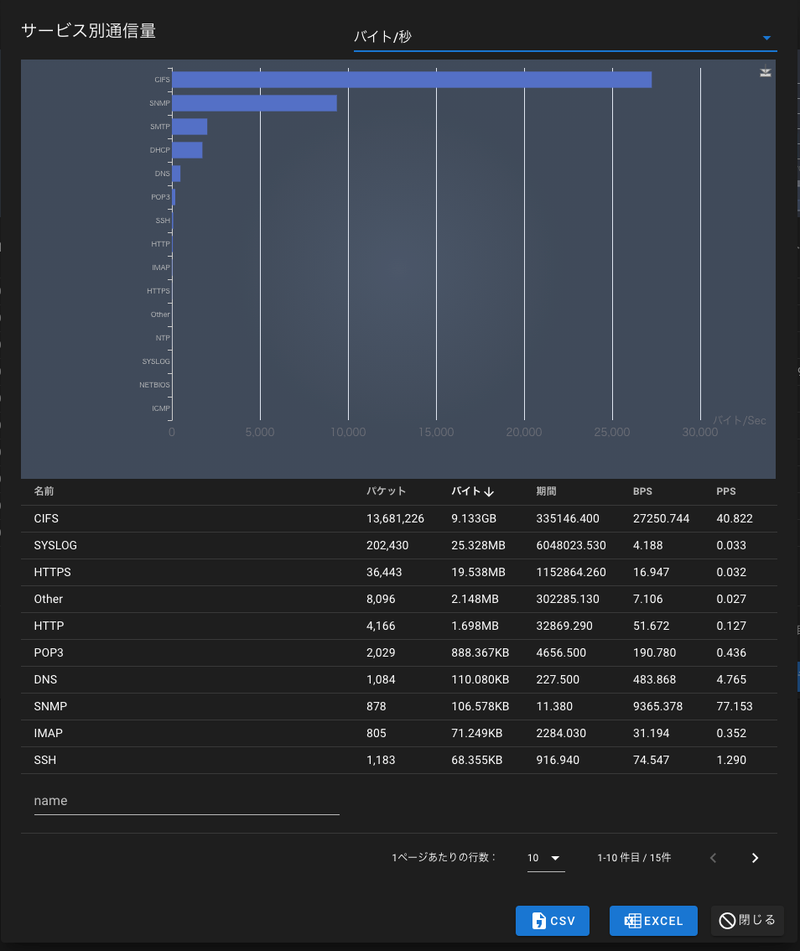 サービス別通信量
バイト/秒
CIFS
SNMP
SMTP
DHCP
DNS
POP3
SSH
HTTP
IMAP
HTTPS
Other
NTP
SYSLOG
NETBIOS
ICMP
バイト/Sec
0 5,000 10,000 15,000 20,000 25,000 30,000
名前 パケット バイト↓ 期間 BPS PPS
CIFS 13,681,226 9.133GB 335146.400 27250.744 40.822
SYSLOG 202,430 25.328MB 6048023.530 4.188 0.033
HTTPS 36,443 19.538MB 1152864.260 16.947 0.032
Other 8,096 2.148MB 302285.130 7.106 0.027
HTTP 4,166 1.698MB 32869.290 51.672 0.127
POP3 2,029 888.367KB 4656.500 190.780 0.436
DNS 1,084 110.080KB 227.500 483.868 4.765
SNMP 878 106.578KB 11.380 9365.378 77.153
IMAP 805 71.249KB 2284.030 31.194 0.352
SSH 1,183 68.355KB 916.940 74.547 1.290
name
1ページあたりの行数： 10 1-10 件目 / 15件
CSV EXCEL 閉じる